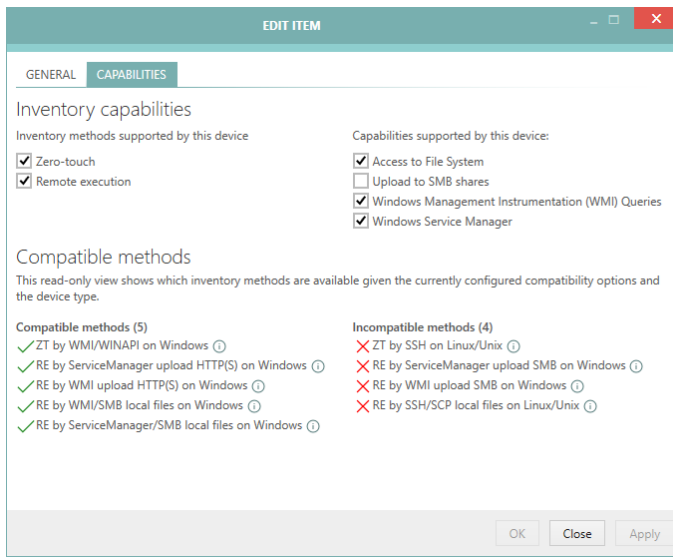 EDIT ITEM
GENERAL CAPABILITIES
Inventory capabilities
Inventory methods supported by this device
Zero-touch
Remote execution
Capabilities supported by this device:
Access to File System
Upload to SMB shares
Windows Management Instrumentation (WMI) Queries
Windows Service Manager
Compatible methods
This read-only view shows which inventory methods are available given the currently configured compatibility options and
the device type.
Compatible methods (5)
ZT by WMI/WINAPI on Windows
RE by ServiceManager upload HTTP(S) on Windows
RE by WMI upload HTTP(S) on Windows
RE by WMI/SMB local files on Windows
RE by ServiceManager/SMB local files on Windows
Incompatible methods (4)
ZT by SSH on Linux/Unix
RE by ServiceManager upload SMB on Windows
RE by WMI upload SMB on Windows
RE by SSH/SCP local files on Linux/Unix
OK Close Apply